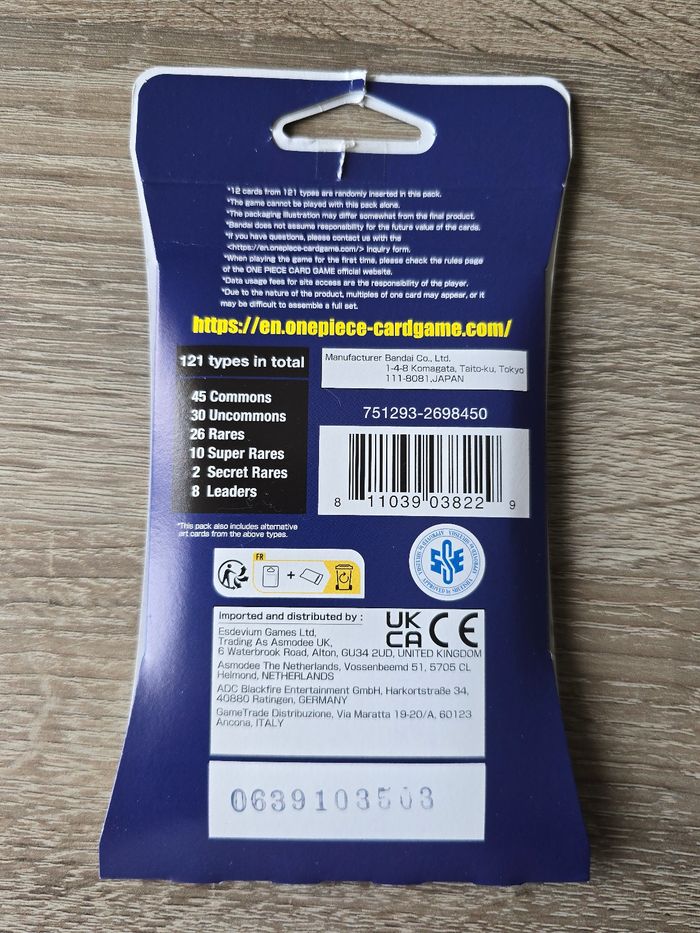 *12 cards from 121 types are randomly inserted in this pack.
*The game cannot be played with this pack alone.
*The packaging illustration may differ somewhat from the final product.
*Bandai does not assume responsibility for the future value of the cards.
*If you have questions, please contact us with the
<https://en.onepiece-cardgame.com/> inquiry form.
*When playing the game for the first time, please check the rules page
of the ONE PIECE CARD GAME official website.
*Data usage fees for site access are the responsibility of the player.
*Due to the nature of the product, multiples of one card may appear, or it
may be difficult to assemble a full set.
https://en.onepiece-cardgame.com/
121 types in total
45 Commons
30 Uncommons
26 Rares
10 Super Rares
2 Secret Rares
8 Leaders
*This pack also includes alternative
art cards from the above types.
Manufacturer Bandai Co., Ltd.
1-4-8 Komagata, Taito-ku, Tokyo
111-8081,JAPAN
751293-2698450
8 11039 03822 9
FR
+
Imported and distributed by :
Esdevium Games Ltd,
Trading As Asmodee UK,
6 Waterbrook Road, Alton, GU34 2UD, UNITED KINGDOM
Asmodee The Netherlands, Vossenbeemd 51, 5705 CL
Helmond, NETHERLANDS
ADC Blackfire Entertainment GmbH, Harkortstraße 34,
40880 Ratingen, GERMANY
GameTrade Distribuzione, Via Maratta 19-20/A, 60123
Ancona, ITALY
UK
CA
CE
0639103503